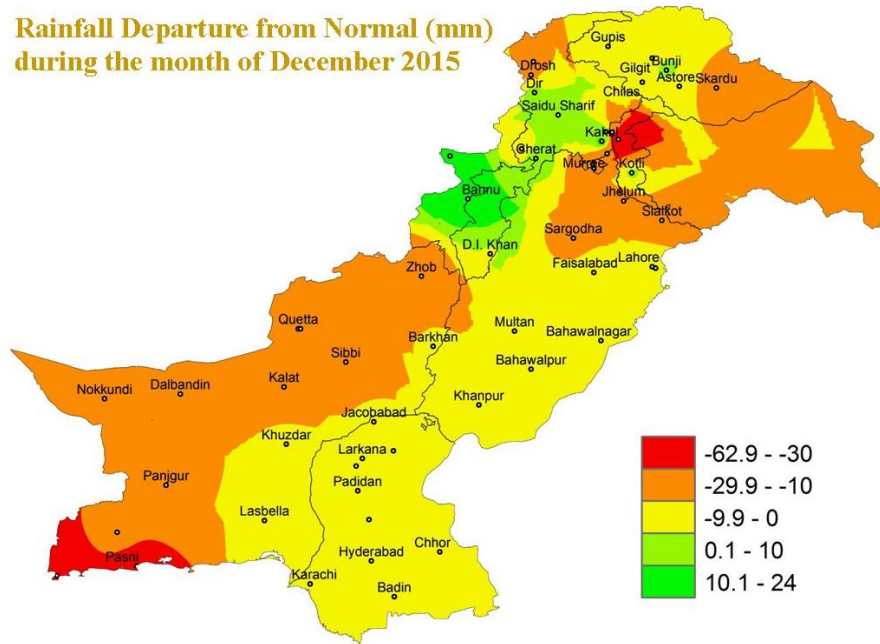 Rainfall Departure from Normal (mm)
during the month of December 2015
Gupis
Drosh
Bunji
Gilgit
Astore
Skardu
Dir
Chilas
Saidu Sharif
Kakul
Cherat
Murree
Kotli
Bannu
Jhelum
Sialkot
Sargodha
D.I. Khan
Zhob
Faisalabad
Lahore
Quetta
Multan
Bahawalnagar
Barkhan
Sibbi
Bahawalpur
Nokkundi
Dalbandin
Kalat
Khanpur
Jacobabad
Khuzdar
Larkana
Panjgur
Padidan
Lasbella
Pasni
Hyderabad
Chhor
Karachi
Badin
-62.9 - -30
-29.9 - -10
-9.9 - 0
0.1 - 10
10.1 - 24